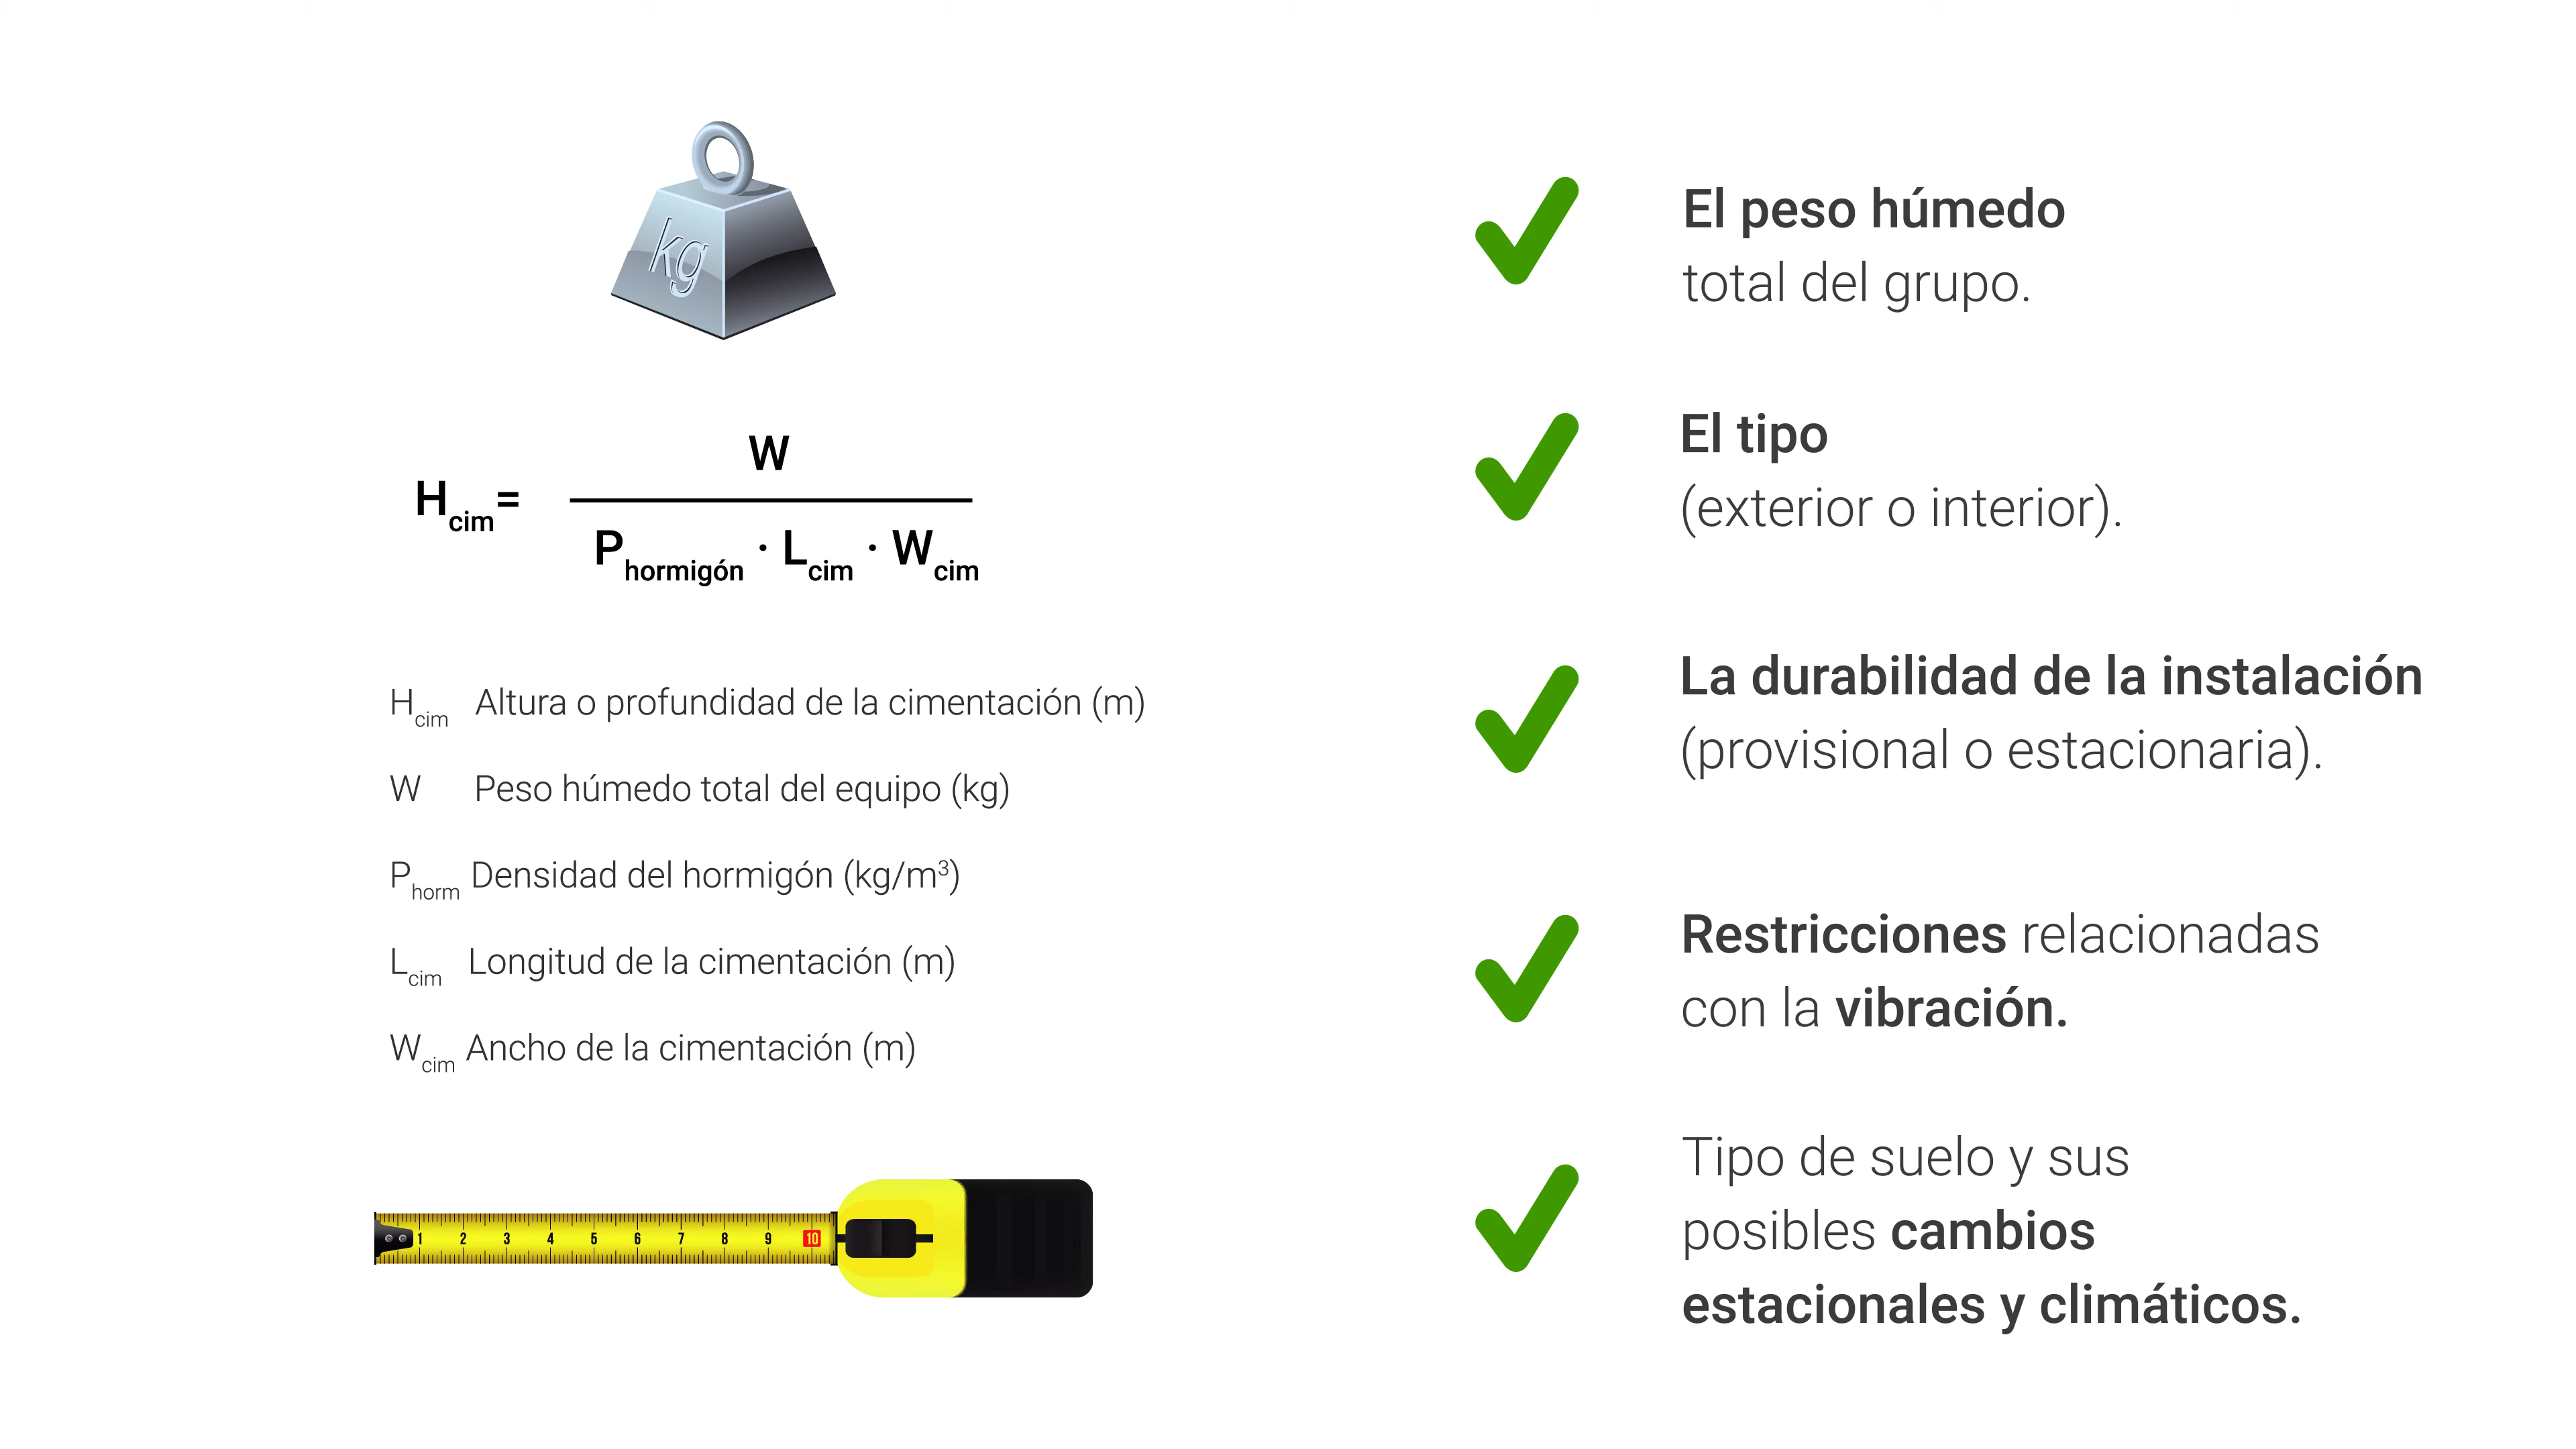 kg
H cim =
W
P hormigón · L cim · W cim
H cim Altura o profundidad de la cimentación (m)
W Peso húmedo total del equipo (kg)
P horm Densidad del hormigón (kg/m³)
L cim Longitud de la cimentación (m)
W cim Ancho de la cimentación (m)
1 2 3 4 5 6 7 8 9 10
El peso húmedo
total del grupo.
El tipo
(exterior o interior).
La durabilidad de la instalación
(provisional o estacionaria).
Restricciones relacionadas
con la vibración.
Tipo de suelo y sus
posibles cambios
estacionales y climáticos.